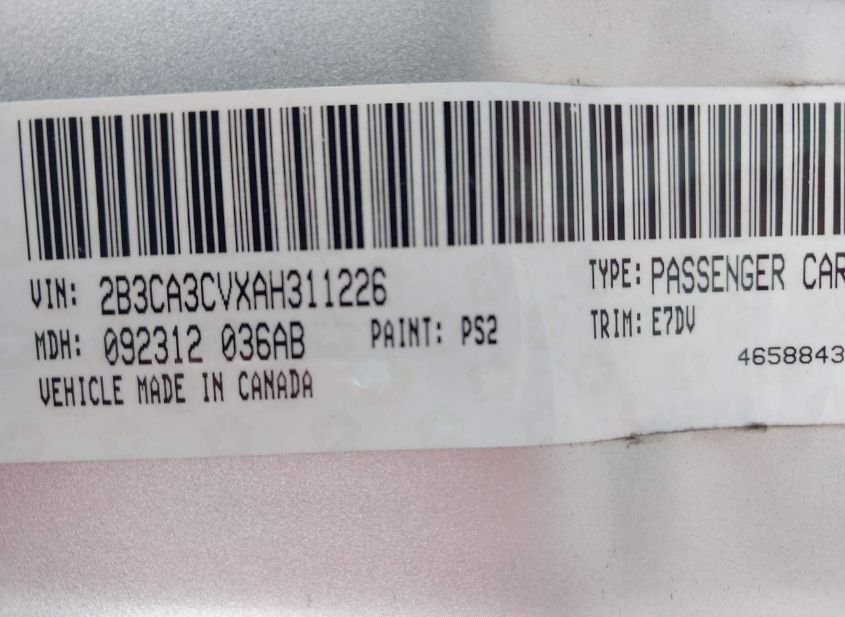 VIN: 2B3CA3CVXAH311226 TYPE: PASSENGER CAR
MDH: 092312 036AB PAINT: PS2 TRIM: E7DV
VEHICLE MADE IN CANADA 4658843